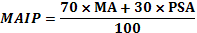 MAIP = 70 × MA + 30 × PSA
100